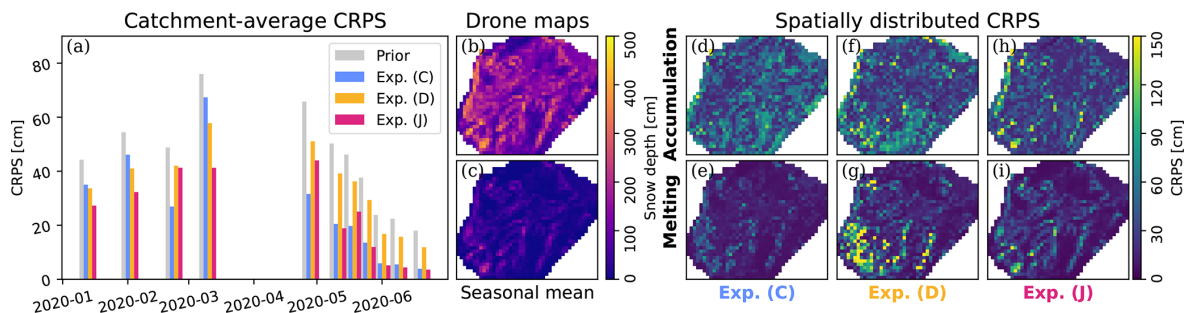 Catchment-average CRPS
(a)
Prior
Exp. (C)
Exp. (D)
Exp. (J)
CRPS [cm]
80
60
40
20
0
2020-01
2020-02
2020-03
2020-04
2020-05
2020-06
Drone maps
(b)
(c)
Seasonal mean
500
400
300
200
100
0
Snow depth [cm]
Spatially distributed CRPS
Accumulation
Melting
(d)
(f)
(h)
(e)
(g)
(i)
Exp. (C)
Exp. (D)
Exp. (J)
150
120
90
60
30
0
CRPS [cm]